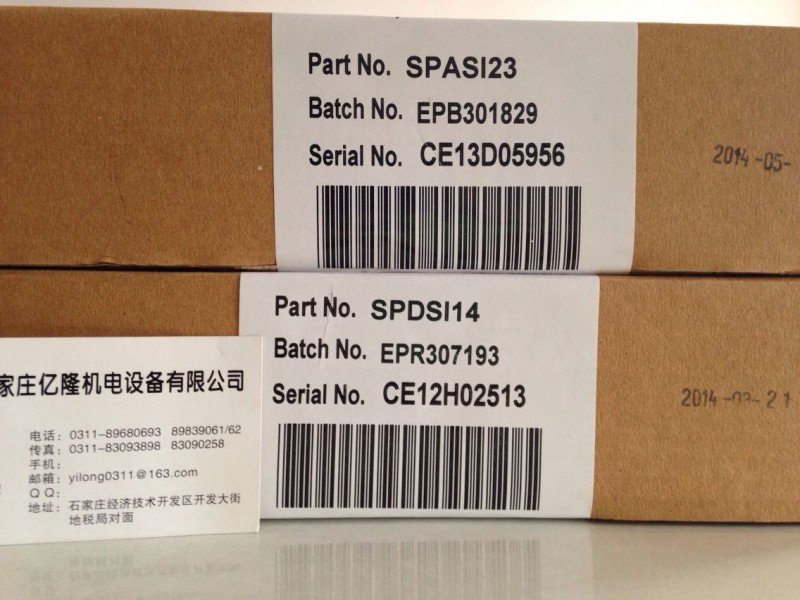 Part No. SPASI23
Batch No. EPB301829
Serial No. CE13D05956
2014-05-
Part No. SPDSI14
Batch No. EPR307193
Serial No. CE12H02513
2014-03-21
家庄亿隆机电设备有限公司
电话：0311-89680693 89839061/62
传真：0311-83093898 83090258
手机：
邮箱：yilong0311@163.com
QQ：
地址：石家庄经济技术开发区开发大街
地税局对面